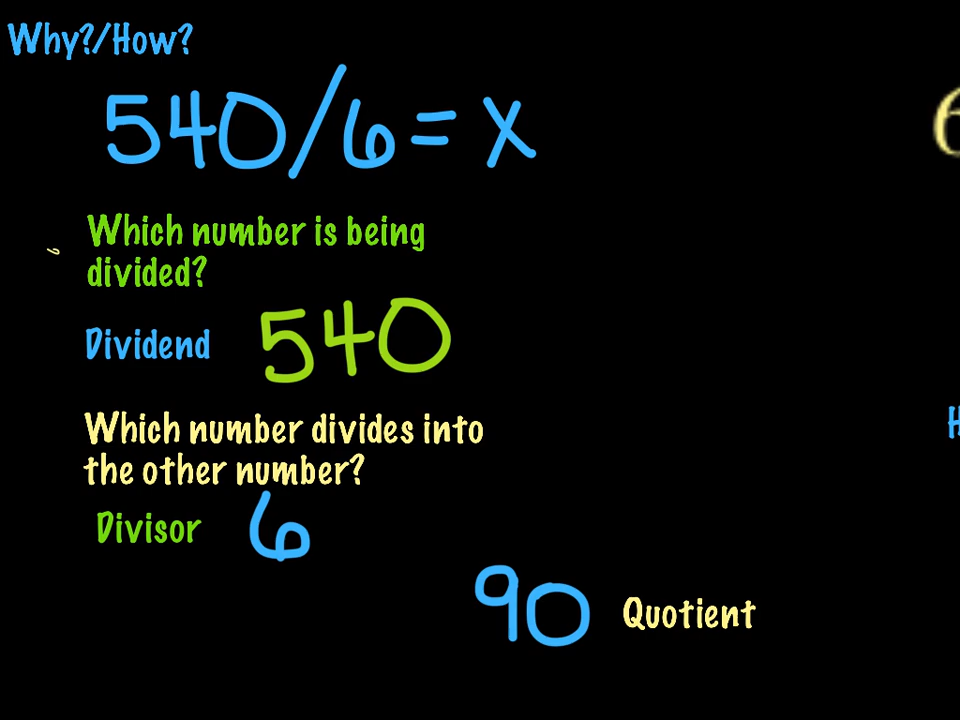 Why?/How?
540/6=x
Which number is being
divided?
6
Dividend 540
Which number divides into
the other number?
Divisor 6
H
90 Quotient